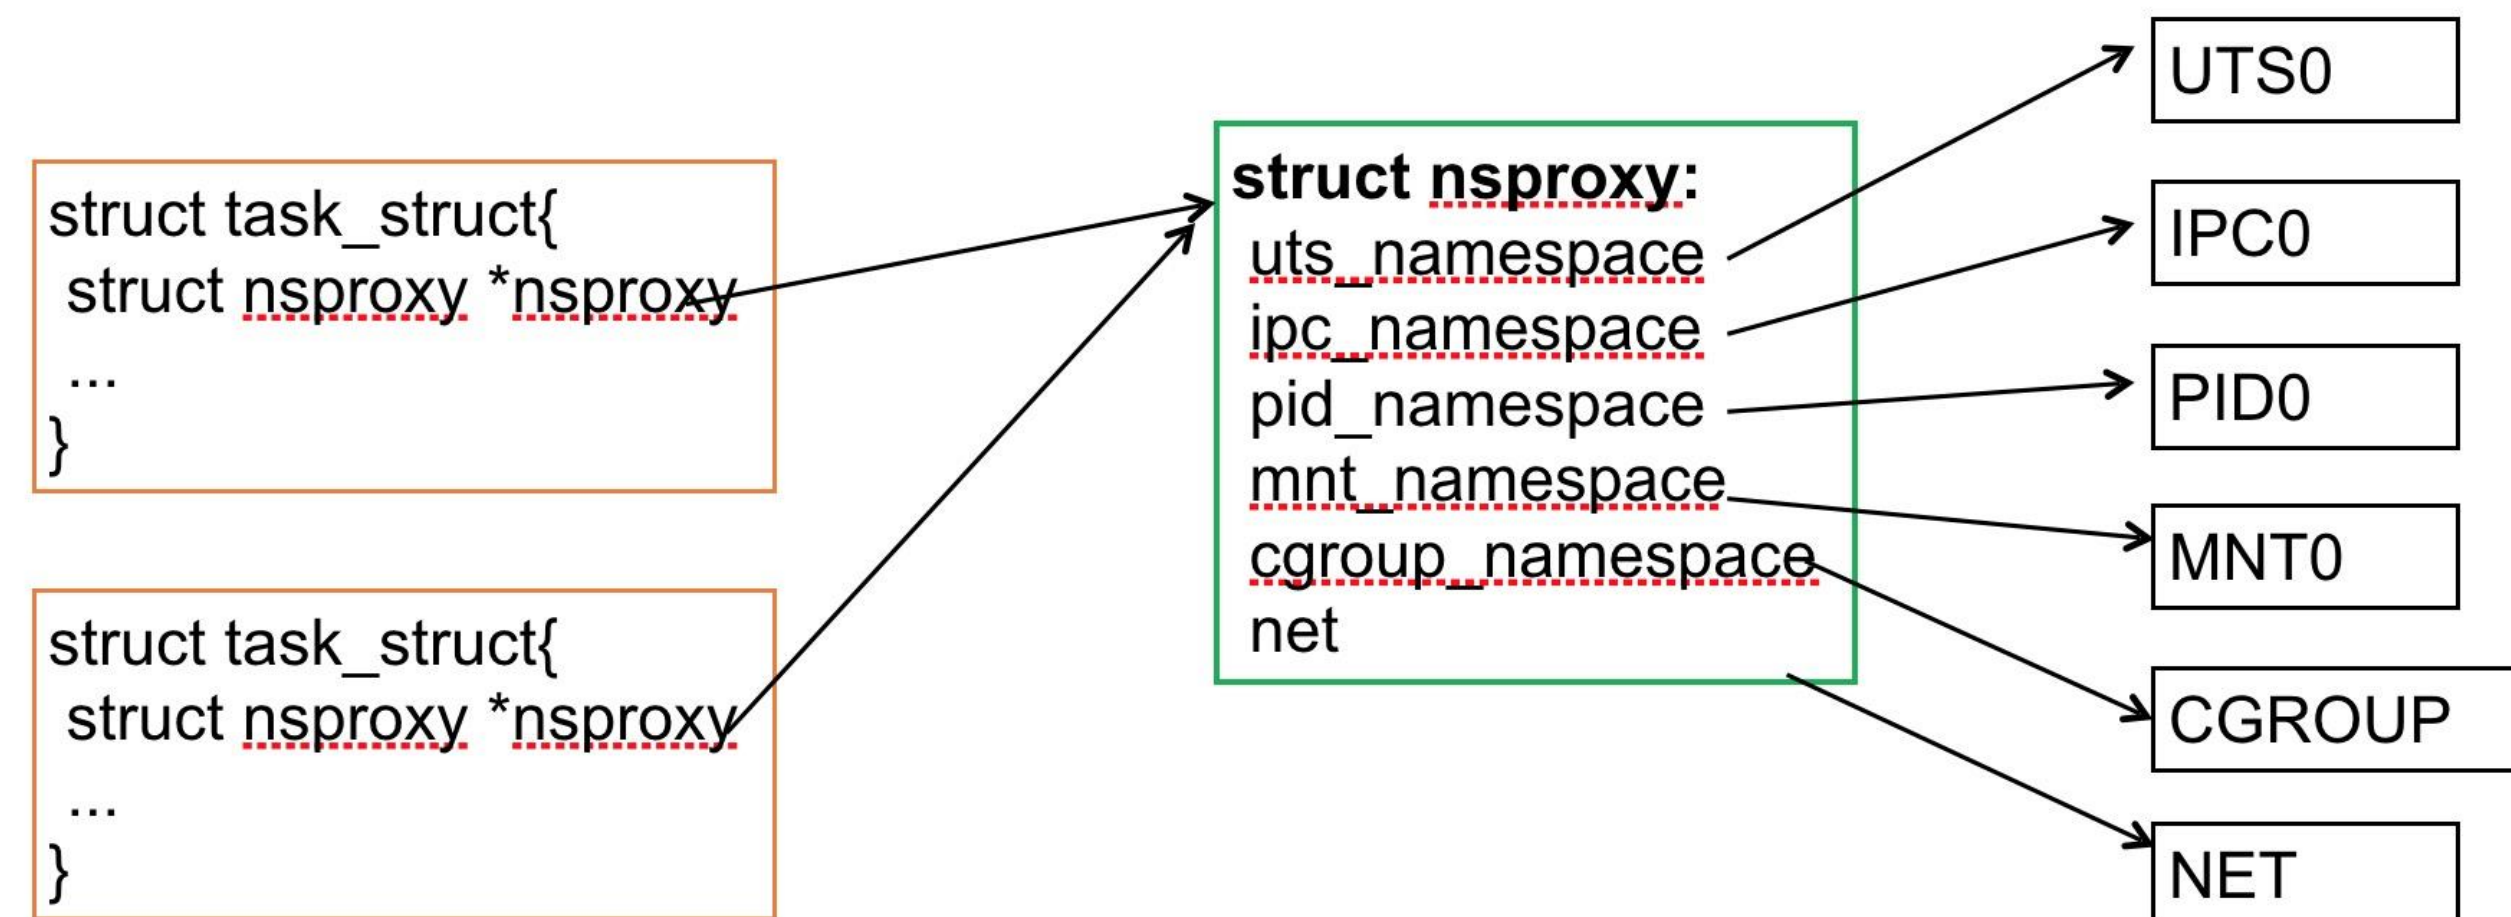 struct task_struct{
struct nsproxy *nsproxy
...
}
struct task_struct{
struct nsproxy *nsproxy
...
}
struct nsproxy:
uts_namespace
ipc_namespace
pid_namespace
mnt_namespace
cgroup_namespace
net
UTS0
IPC0
PID0
MNT0
CGROUP
NET